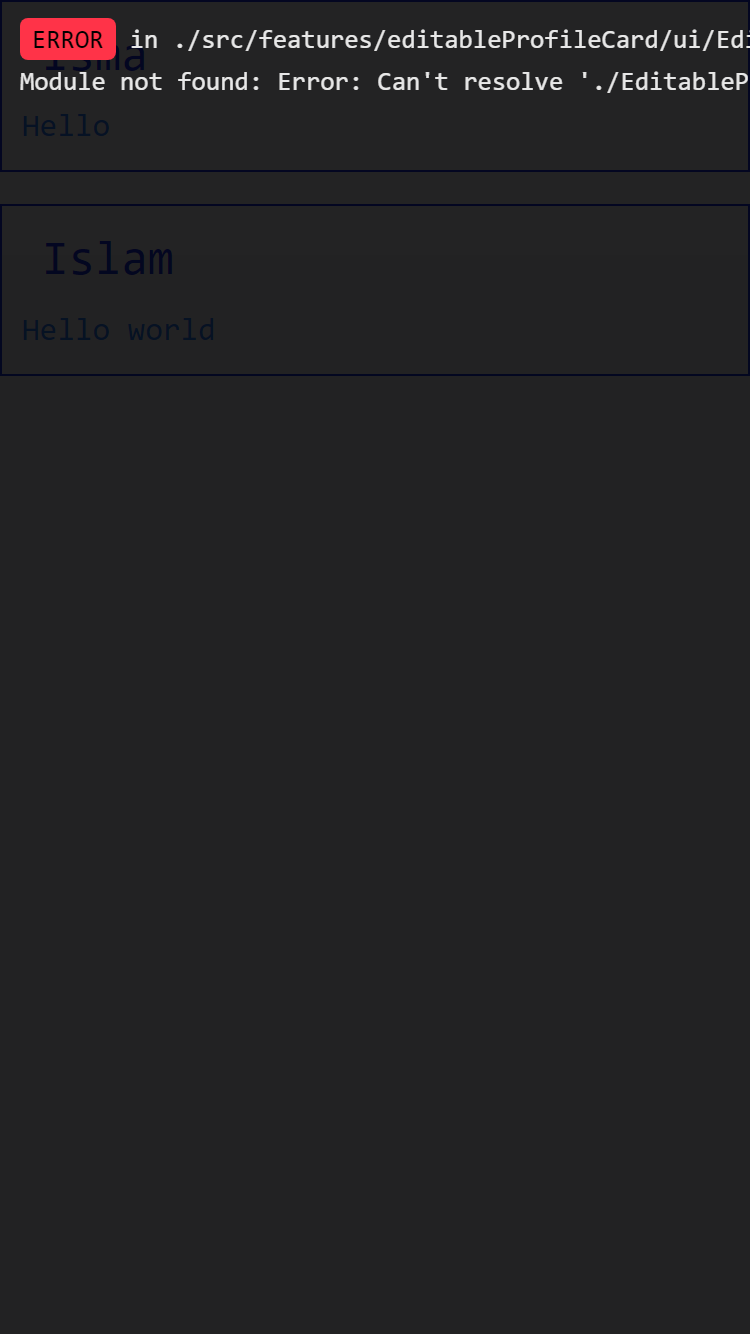 ERROR in ./src/features/editableProfileCard/ui/Edi
Isma
Module not found: Error: Can't resolve './EditableP
Hello
Islam
Hello world